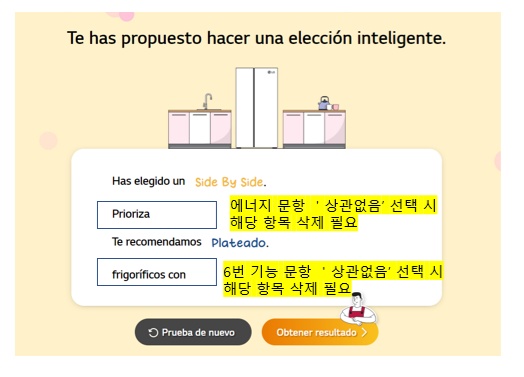 Te has propuesto hacer una elección inteligente.
LG
Has elegido un Side By Side.
Prioriza
에너지 문항 ' 상관없음' 선택 시
해당 항목 삭제 필요
Te recomendamos Plateado.
frigoríficos con
6번 기능 문항 ' 상관없음' 선택 시
해당 항목 삭제 필요
Prueba de nuevo
Obtener resultado